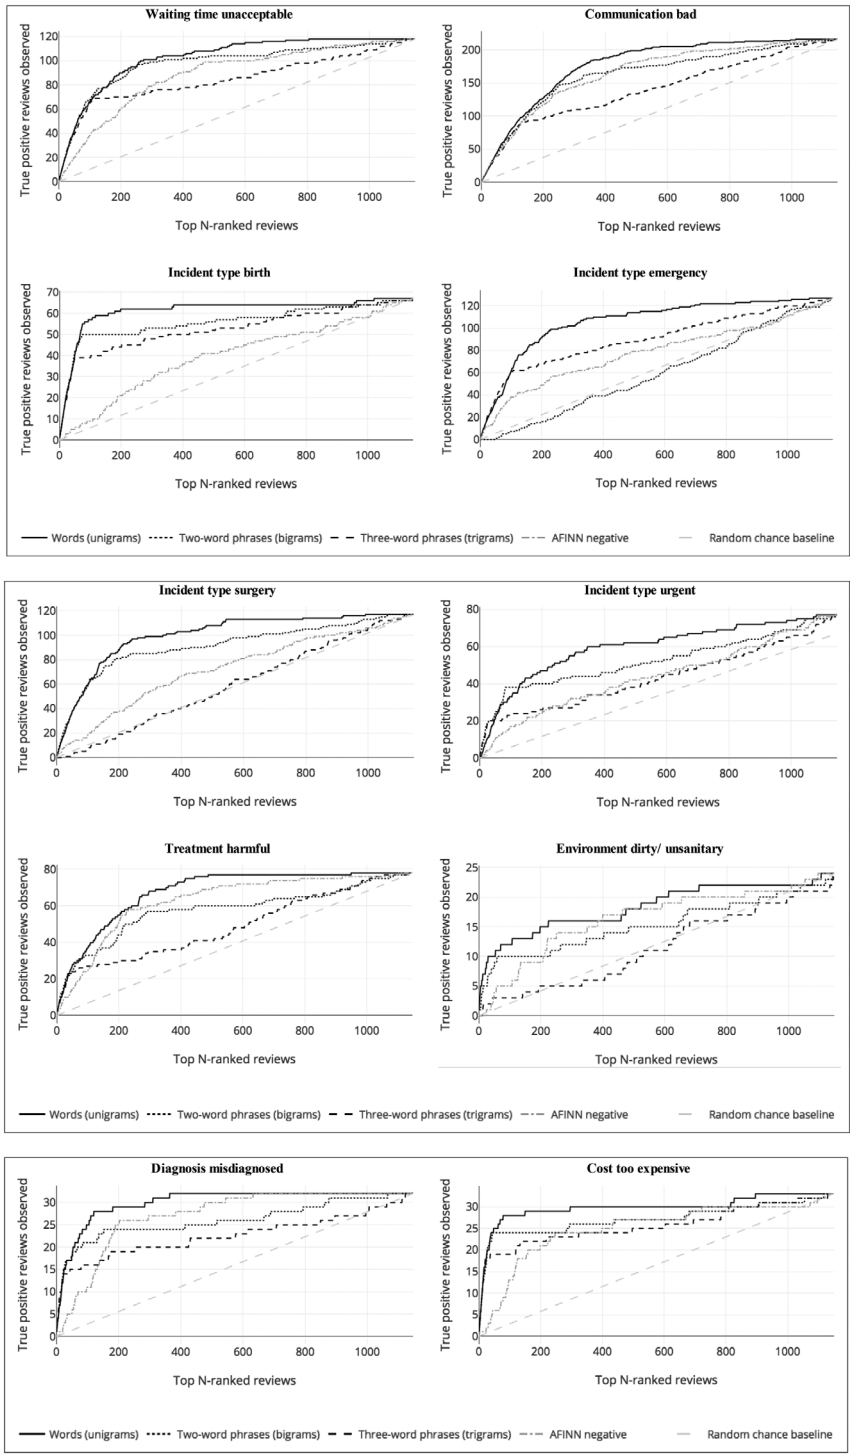 Waiting time unacceptable
True positive reviews observed
120
100
80
60
40
20
0
0 200 400 600 800 1000
Top N-ranked reviews
Communication bad
True positive reviews observed
200
150
100
50
0
0 200 400 600 800 1000
Top N-ranked reviews
Incident type birth
True positive reviews observed
70
60
50
40
30
20
10
0
0 200 400 600 800 1000
Top N-ranked reviews
Incident type emergency
True positive reviews observed
120
100
80
60
40
20
0
0 200 400 600 800 1000
Top N-ranked reviews
Words (unigrams) Two-word phrases (bigrams) Three-word phrases (trigrams) AFINN negative Random chance baseline
Incident type surgery
True positive reviews observed
120
100
80
60
40
20
0
0 200 400 600 800 1000
Top N-ranked reviews
Incident type urgent
True positive reviews observed
80
60
40
20
0
0 200 400 600 800 1000
Top N-ranked reviews
Treatment harmful
True positive reviews observed
80
60
40
20
0
0 200 400 600 800 1000
Top N-ranked reviews
Environment dirty/ unsanitary
True positive reviews observed
25
20
15
10
5
0
0 200 400 600 800 1000
Top N-ranked reviews
Words (unigrams) Two-word phrases (bigrams) Three-word phrases (trigrams) AFINN negative Random chance baseline
Diagnosis misdiagnosed
True positive reviews observed
30
25
20
15
10
5
0
0 200 400 600 800 1000
Top N-ranked reviews
Cost too expensive
True positive reviews observed
30
25
20
15
10
5
0
0 200 400 600 800 1000
Top N-ranked reviews
Words (unigrams) Two-word phrases (bigrams) Three-word phrases (trigrams) AFINN negative Random chance baseline